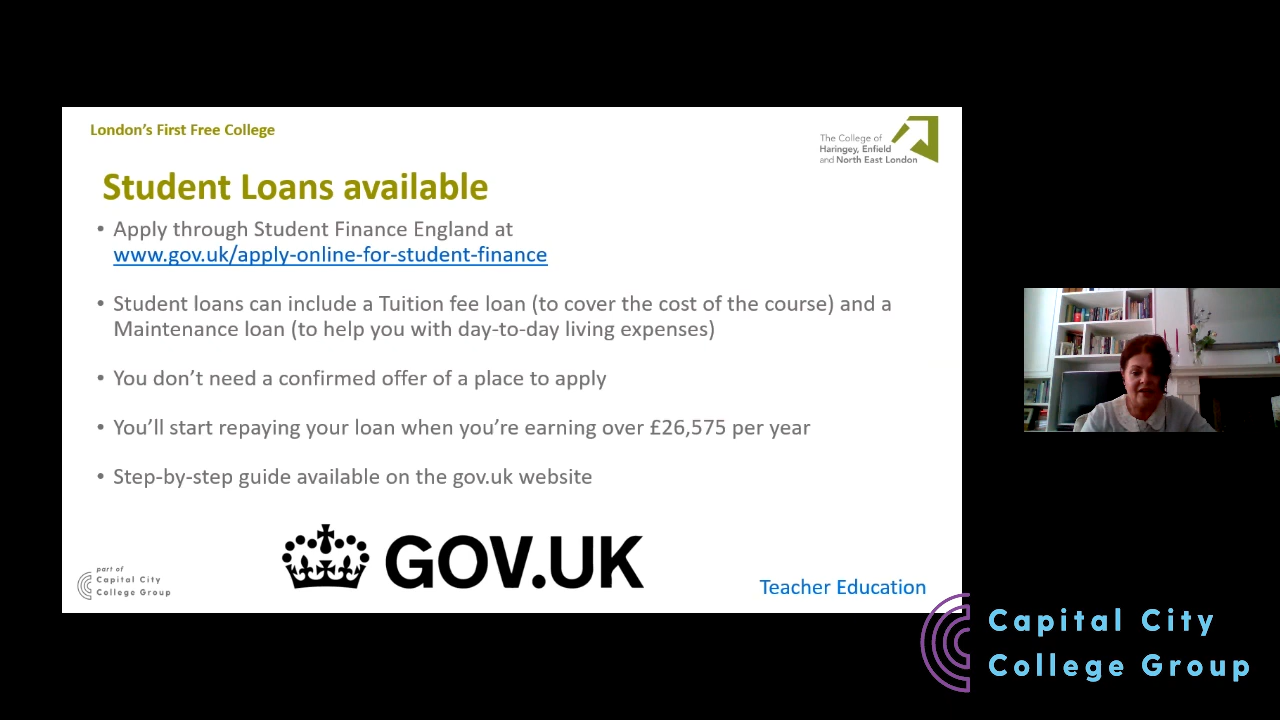 London's First Free College
The College of
Haringey, Enfield
and North East London
Student Loans available
• Apply through Student Finance England at
www.gov.uk/apply-online-for-student-finance
• Student loans can include a Tuition fee loan (to cover the cost of the course) and a
Maintenance loan (to help you with day-to-day living expenses)
• You don't need a confirmed offer of a place to apply
• You'll start repaying your loan when you're earning over £26,575 per year
• Step-by-step guide available on the gov.uk website
GOV.UK
part of
Capital City
College Group
Teacher Education
Capital City
College Group